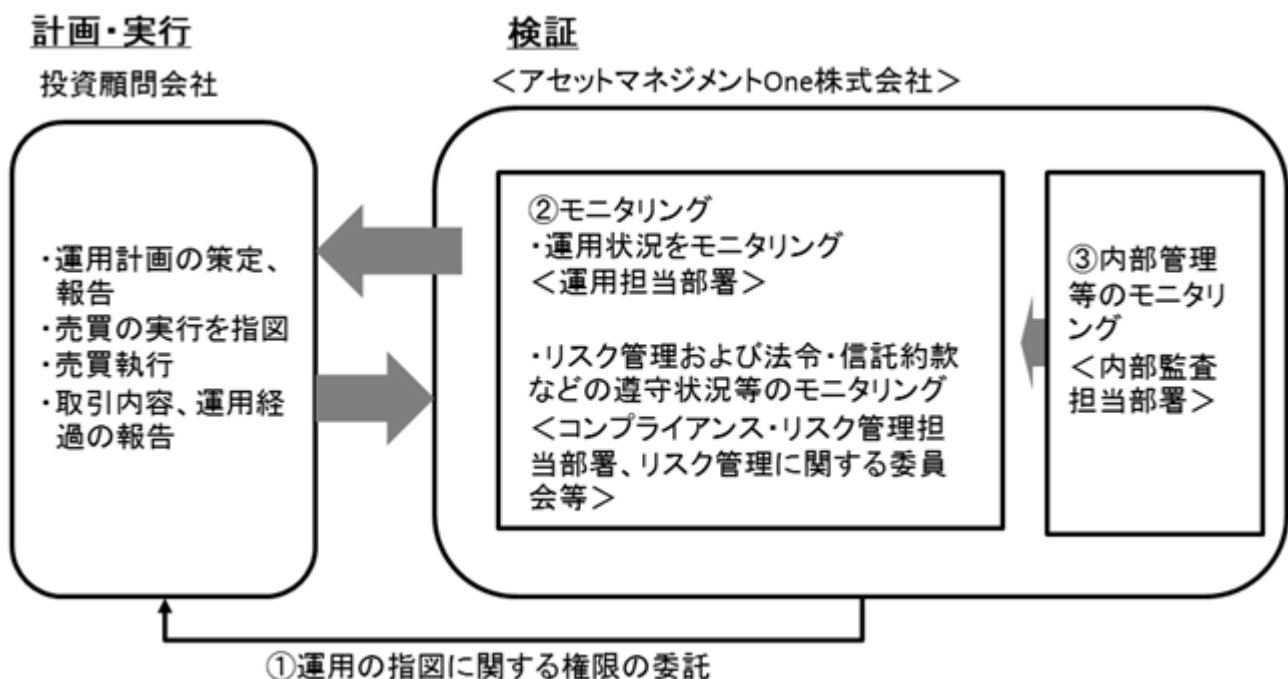 計画・実行
投資顧問会社
・運用計画の策定、
報告
・売買の実行を指図
・売買執行
・取引内容、運用経
過の報告
検証
＜アセットマネジメントOne株式会社＞
②モニタリング
・運用状況をモニタリング
＜運用担当部署＞
・リスク管理および法令・信託約款
などの遵守状況等のモニタリング
＜コンプライアンス・リスク管理担
当部署、リスク管理に関する委員
会等＞
③内部管理
等のモニタリ
ング
＜内部監査
担当部署＞
①運用の指図に関する権限の委託